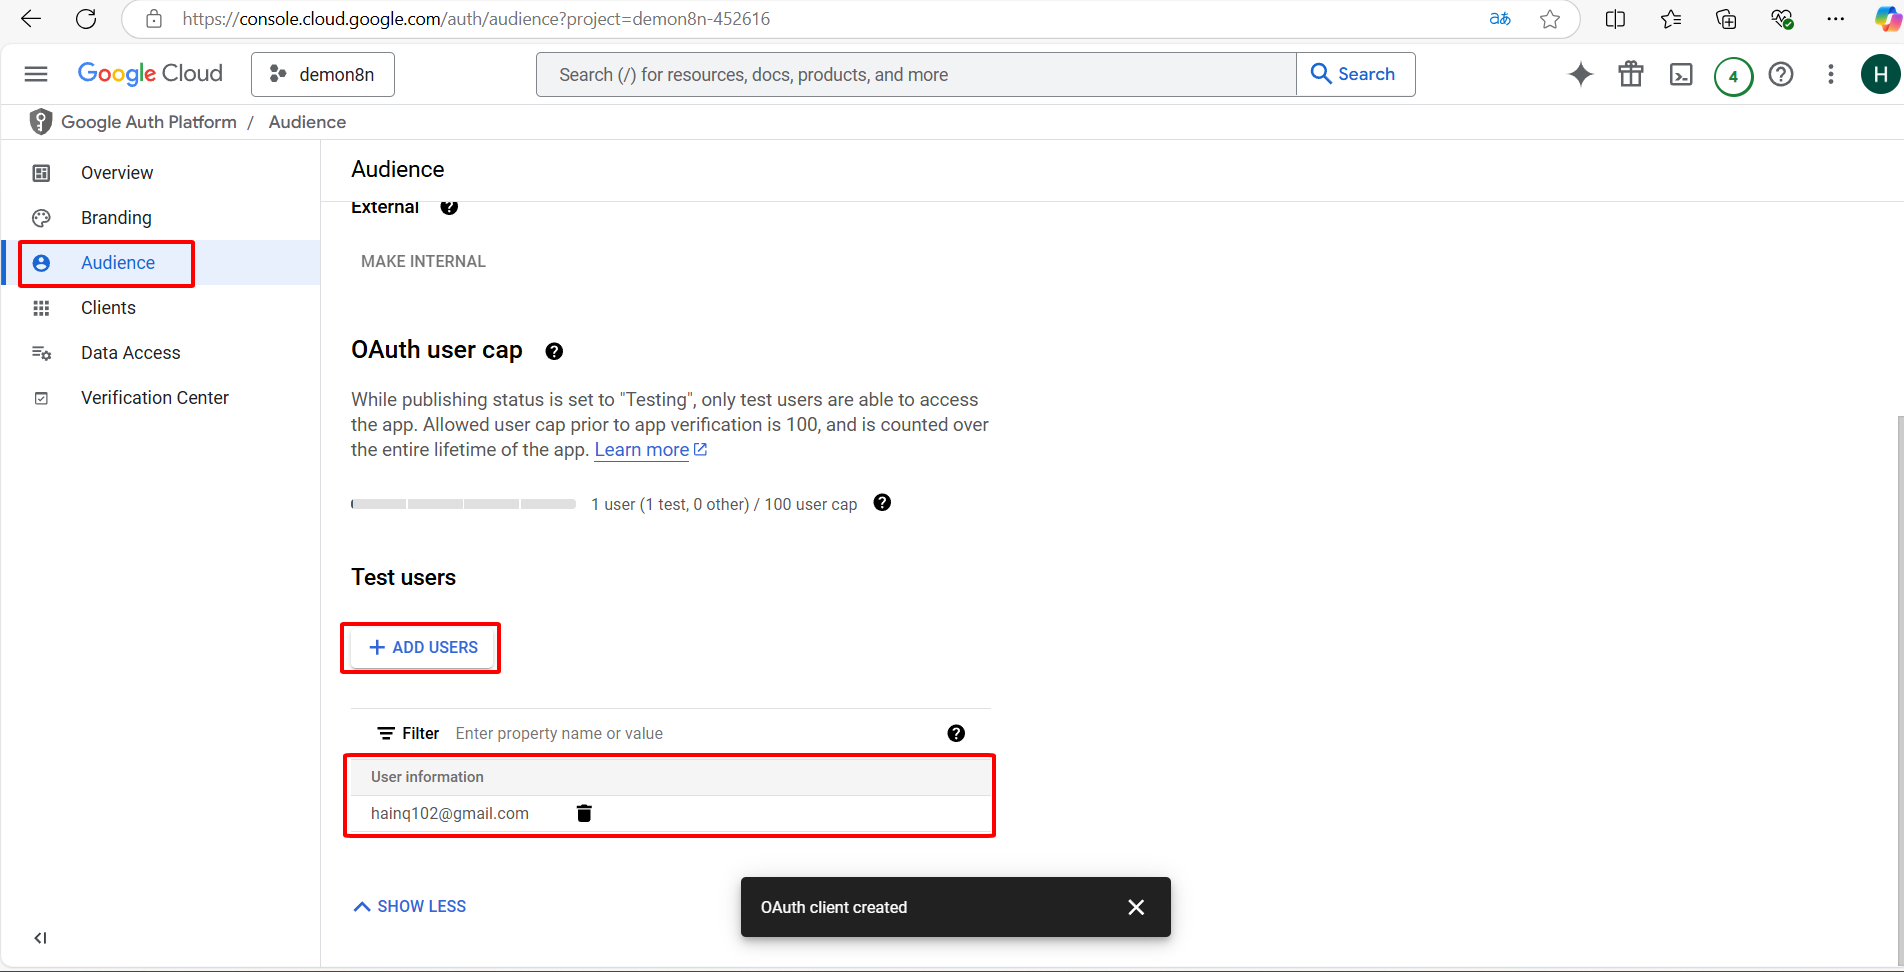 https://console.cloud.google.com/auth/audience?project=demon8n-452616
aあ
Google Cloud
demon8n
Search (/) for resources, docs, products, and more
Search
4
H
Google Auth Platform / Audience
Overview
Branding
Audience
Clients
Data Access
Verification Center
Audience
External
MAKE INTERNAL
OAuth user cap
While publishing status is set to "Testing", only test users are able to access
the app. Allowed user cap prior to app verification is 100, and is counted over
the entire lifetime of the app. Learn more
1 user (1 test, 0 other) / 100 user cap
Test users
+ ADD USERS
Filter Enter property name or value
User information
hainq102@gmail.com
SHOW LESS
OAuth client created